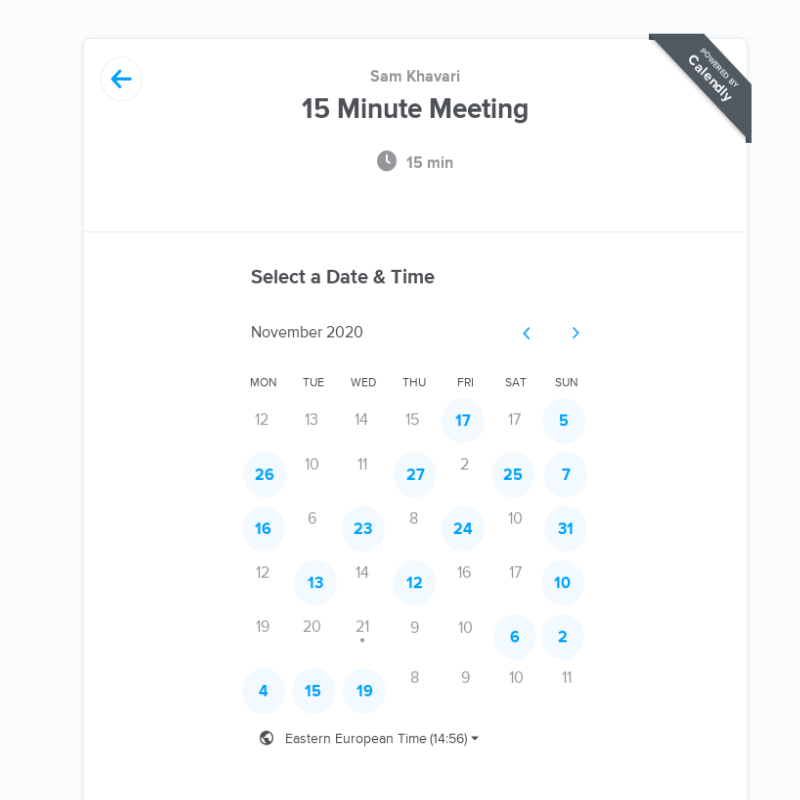 Sam Khavari
POWERED BY
Calendly
15 Minute Meeting
15 min
Select a Date & Time
November 2020
MON TUE WED THU FRI SAT SUN
12 13 14 15 17 17 5
26 10 11 27 2 25 7
16 6 23 8 24 10 31
12 13 14 12 16 17 10
19 20 21 9 10 6 2
4 15 19 8 9 10 11
Eastern European Time (14:56)